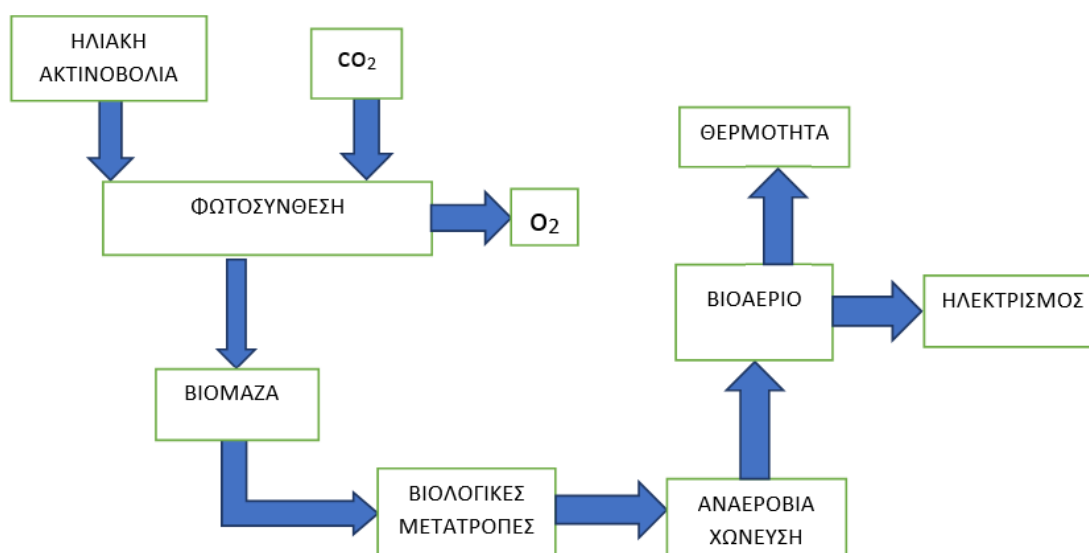 ΗΛΙΑΚΗ
ΑΚΤΙΝΟΒΟΛΙΑ
CO2
ΦΩΤΟΣΥΝΘΕΣΗ
O2
ΒΙΟΜΑΖΑ
ΒΙΟΛΟΓΙΚΕΣ
ΜΕΤΑΤΡΟΠΕΣ
ΑΝΑΕΡΟΒΙΑ
ΧΩΝΕΥΣΗ
ΒΙΟΑΕΡΙΟ
ΘΕΡΜΟΤΗΤΑ
ΗΛΕΚΤΡΙΣΜΟΣ